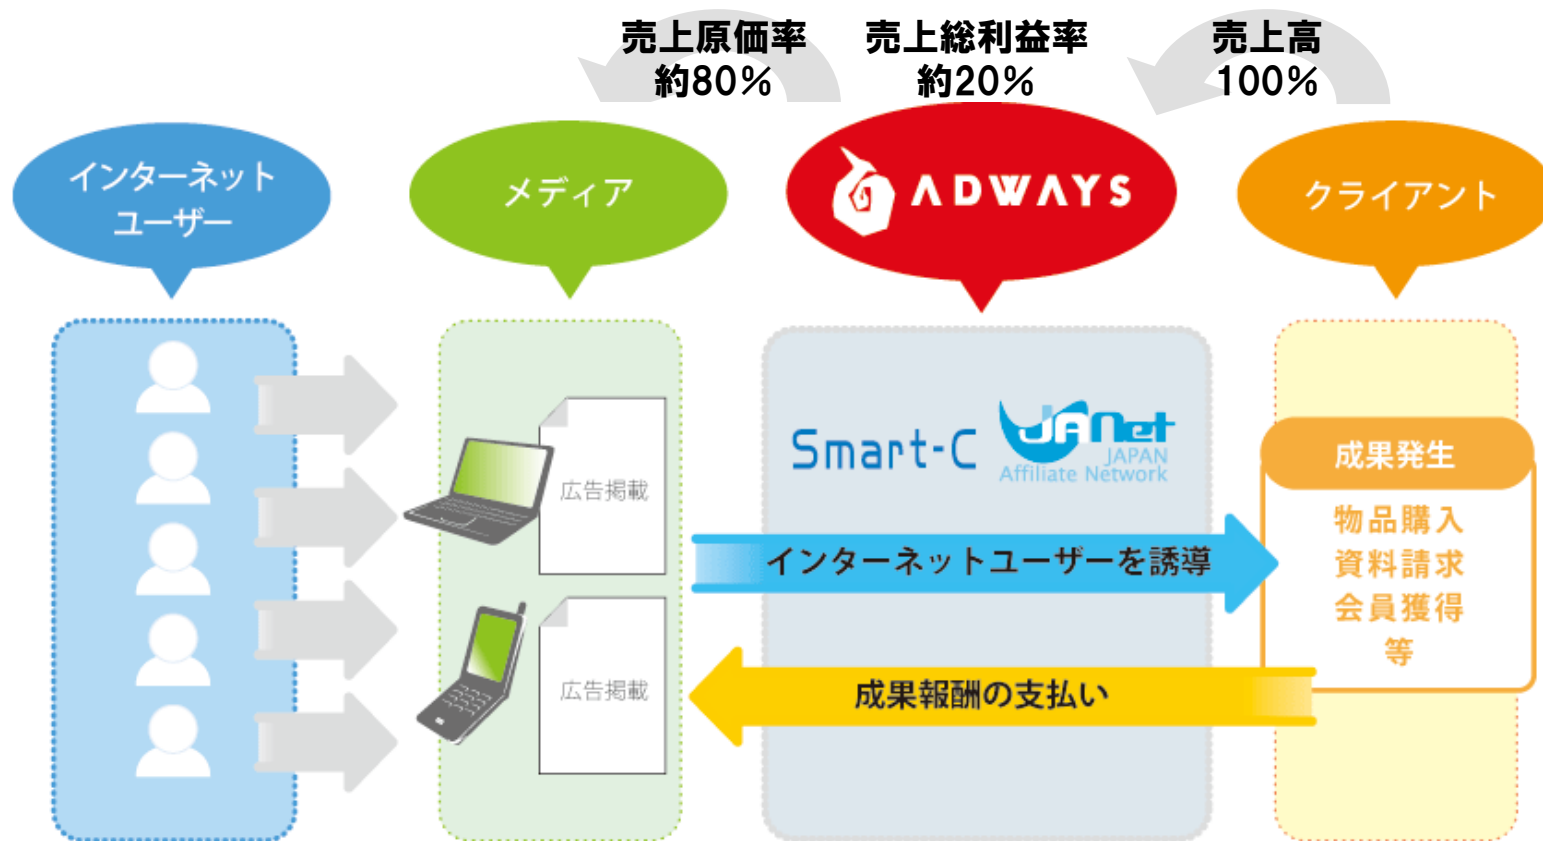 売上原価率
約80%
売上総利益率
約20%
売上高
100%
インターネット
ユーザー
メディア
ADWAYS
クライアント
広告掲載
Smart-C
JANet
JAPAN
Affiliate Network
成果発生
物品購入
資料請求
会員獲得
等
インターネットユーザーを誘導
広告掲載
成果報酬の支払い